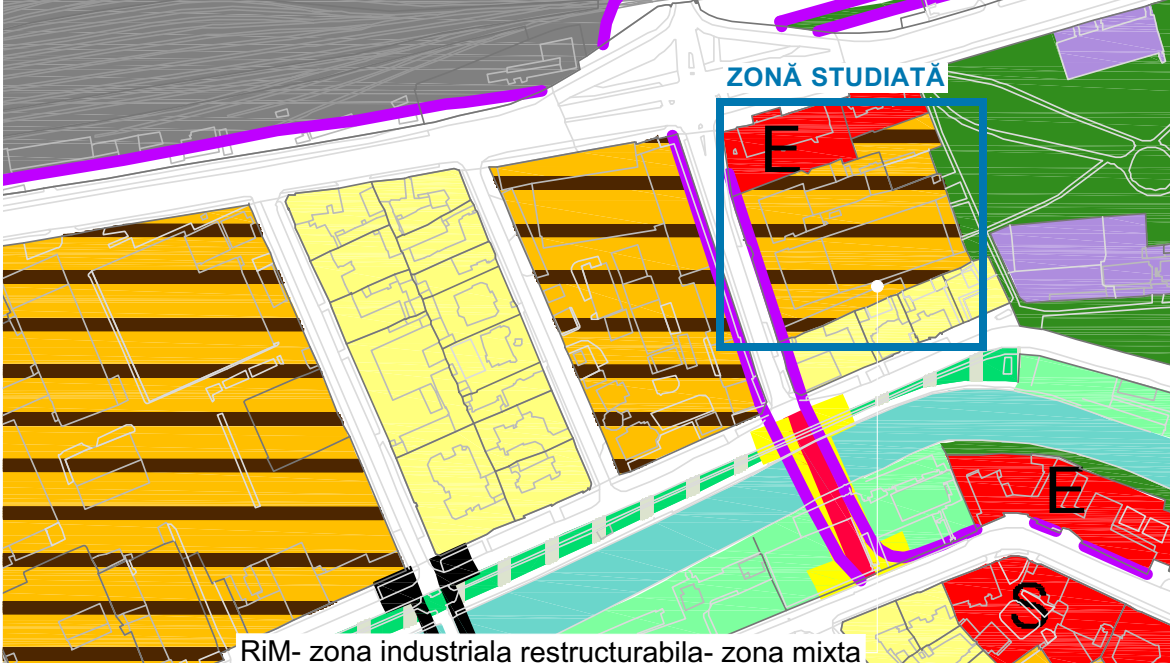 ZONĂ STUDIATĂ
E
E
S
RiM- zona industriala restructurabila- zona mixta